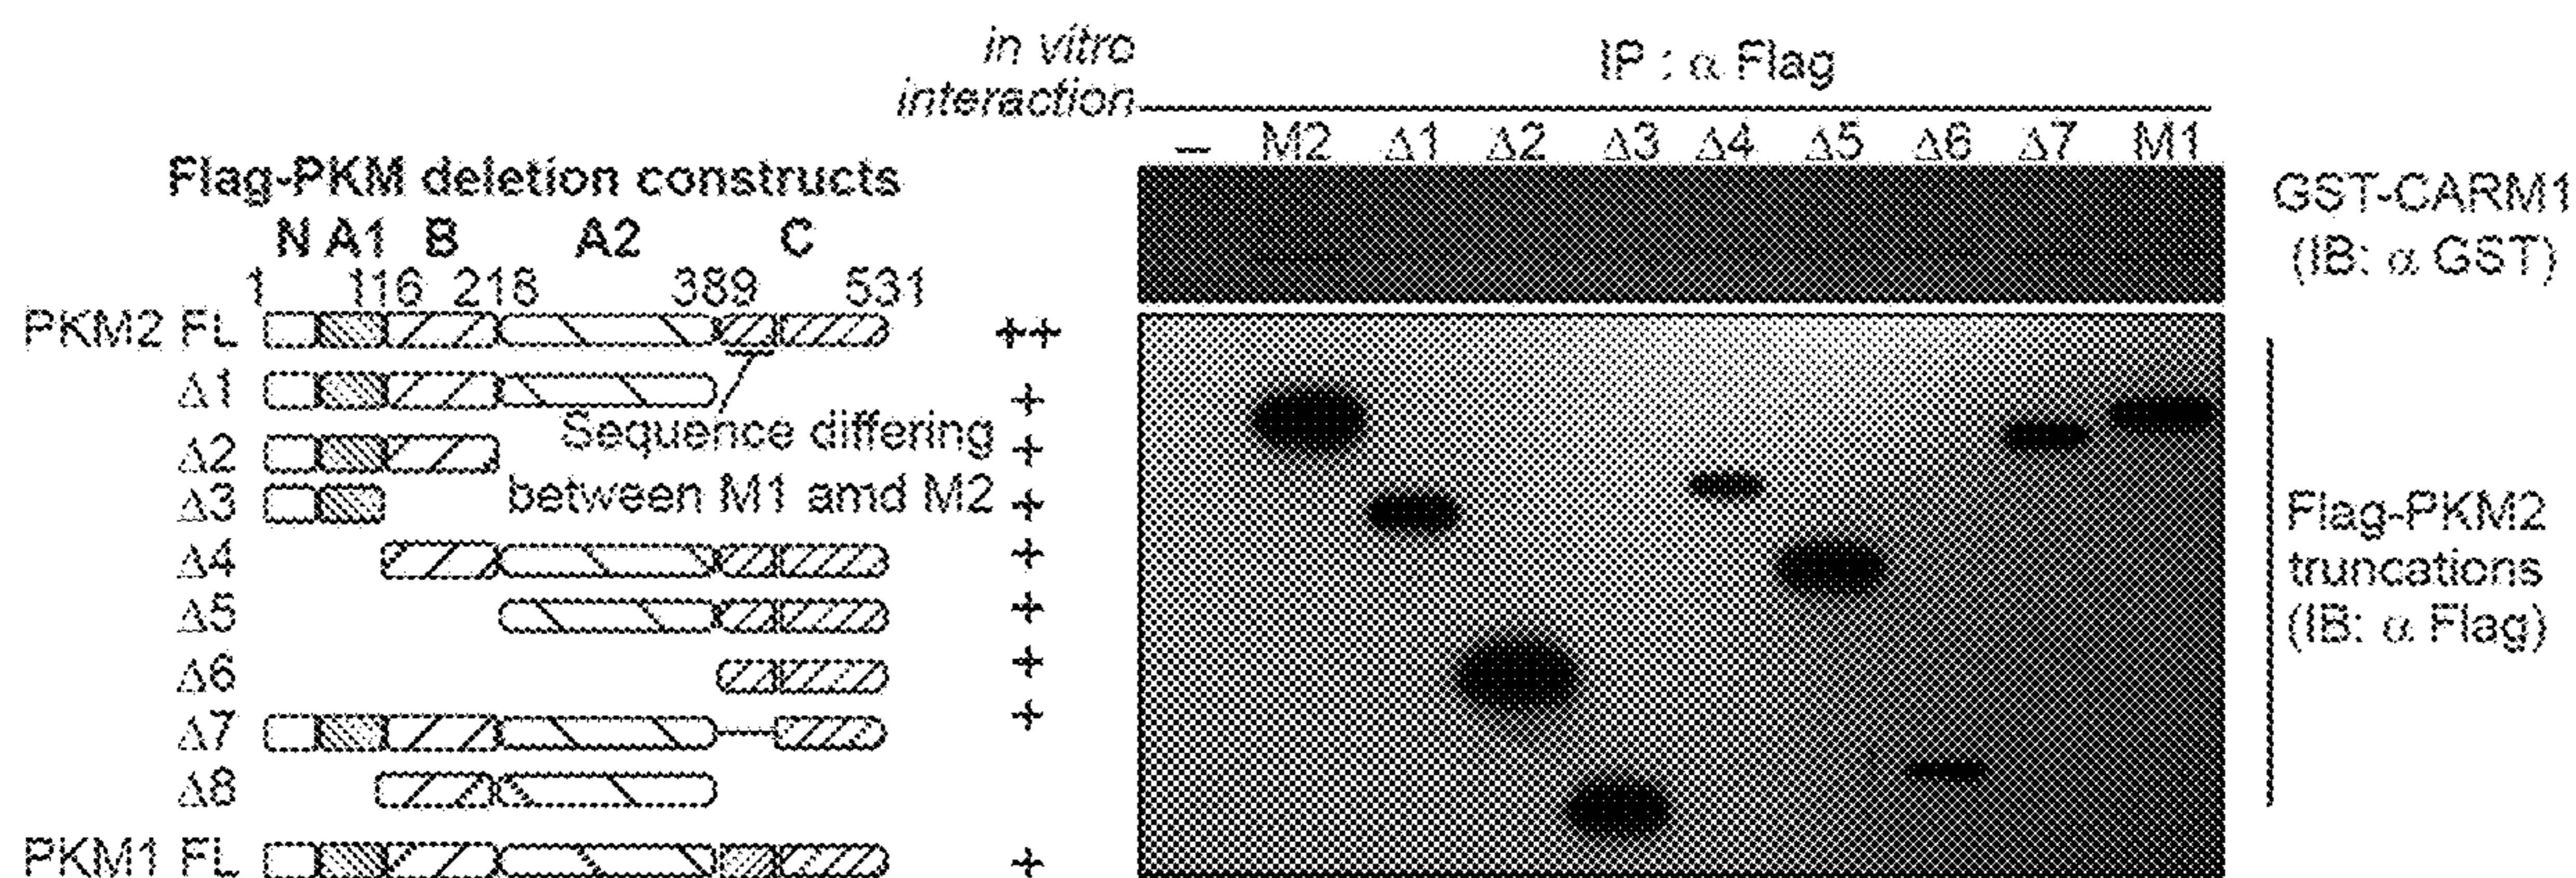 in vitro
interaction
IP : α Flag
– M2 Δ1 Δ2 Δ3 Δ4 Δ5 Δ6 Δ7 M1
GST-CARM1
(IB: α GST)
Flag-PKM deletion constructs
N A1 B A2 C
1 116 218 389 531
PKM2 FL ++
Δ1 +
Sequence differing
Δ2 +
between M1 amd M2
Δ3 +
Δ4 +
Δ5 +
Δ6 +
Δ7 +
Δ8
PKM1 FL +
Flag-PKM2
truncations
(IB: α Flag)